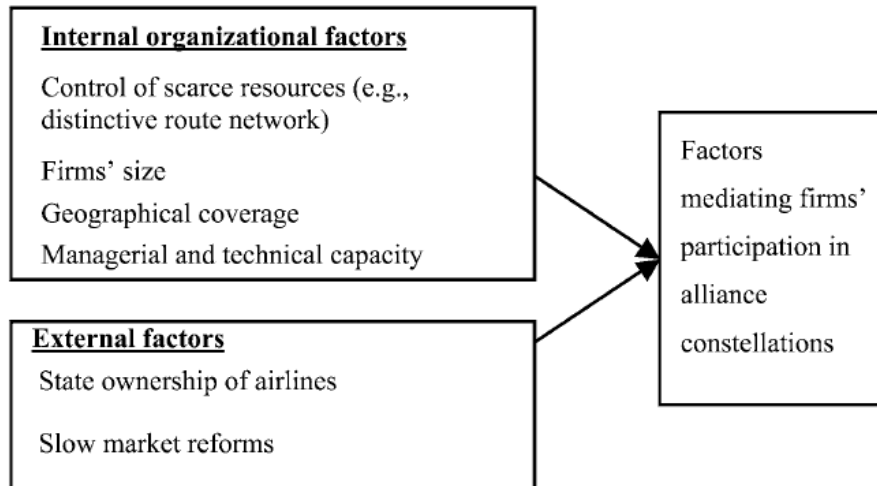 Internal organizational factors
Control of scarce resources (e.g.,
distinctive route network)
Firms’ size
Geographical coverage
Managerial and technical capacity
External factors
State ownership of airlines
Slow market reforms
Factors
mediating firms’
participation in
alliance
constellations